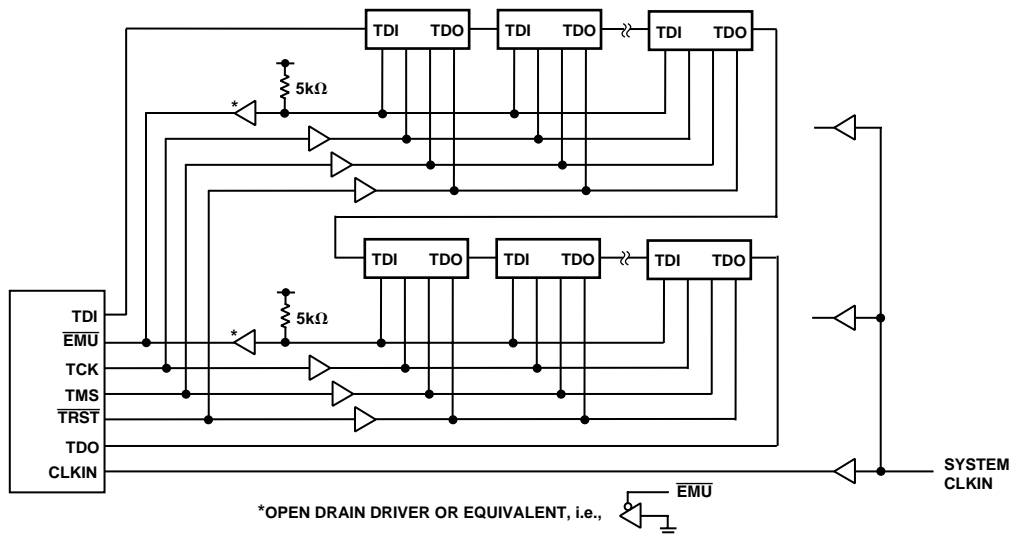 TDI TDO TDI TDO TDI TDO
5kΩ
*
TDI TDO TDI TDO TDI TDO
5kΩ
*
TDI
EMU
TCK
TMS
TRST
TDO
CLKIN
SYSTEM
CLKIN
EMU
*OPEN DRAIN DRIVER OR EQUIVALENT, i.e.,